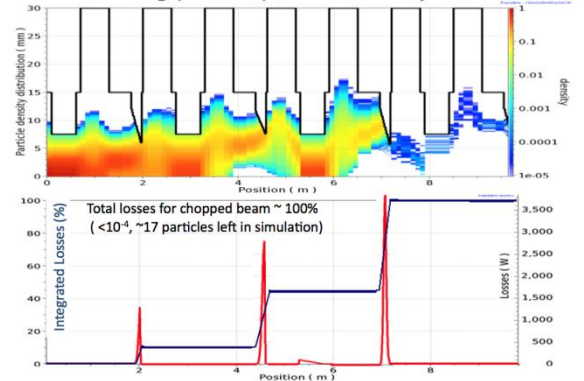 30
25
20
15
10
5
0
Particle density distribution ( mm )
0 2 4 6 8
Position ( m )
1
0.1
0.01
0.001
0.0001
1e-05
density
Total losses for chopped beam ~ 100%
( <10⁻⁴, ~17 particles left in simulation)
100
80
60
40
20
0
Integrated Losses (%)
0 2 4 6 8
Position ( m )
3,500
3,000
2,500
2,000
1,500
1,000
500
0
Losses ( W )